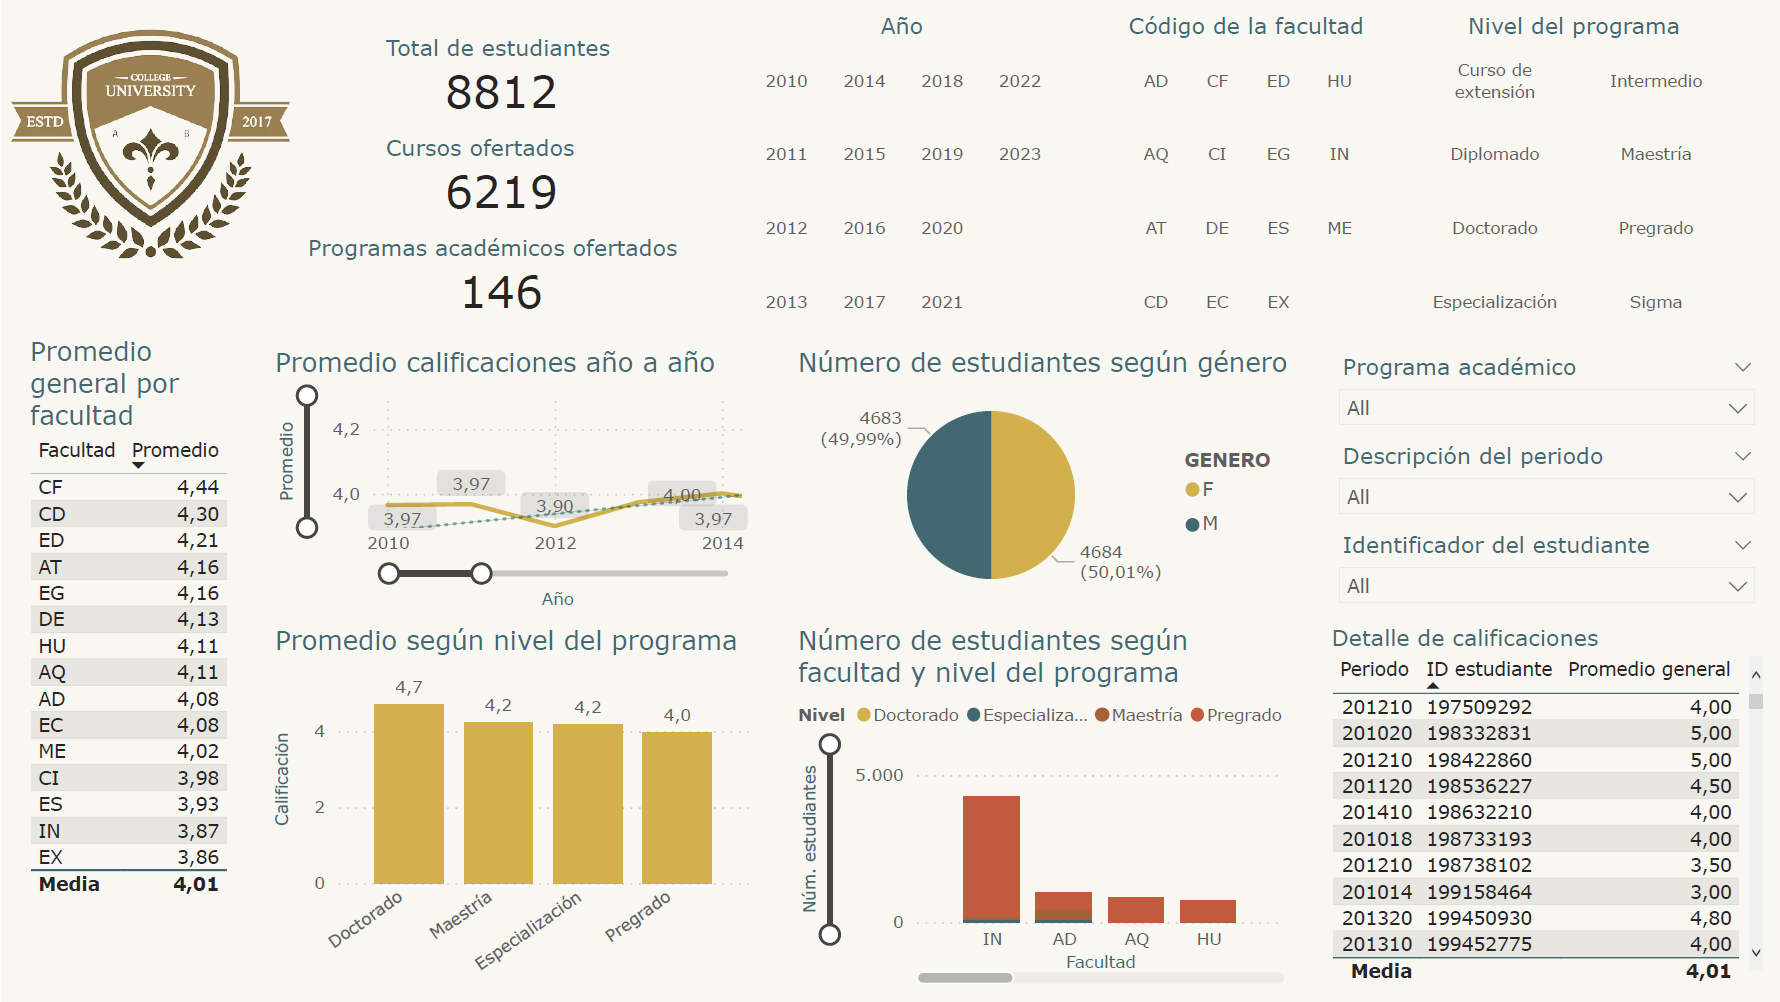 COLLEGE
UNIVERSITY
ESTD
2017
A
B
Total de estudiantes
8812
Cursos ofertados
6219
Programas académicos ofertados
146
Año
2010 2014 2018 2022
2011 2015 2019 2023
2012 2016 2020
2013 2017 2021
Código de la facultad
AD CF ED HU
AQ CI EG IN
AT DE ES ME
CD EC EX
Nivel del programa
Curso de
extensión
Intermedio
Diplomado Maestría
Doctorado Pregrado
Especialización Sigma
Promedio
general por
facultad
Facultad Promedio
CF 4,44
CD 4,30
ED 4,21
AT 4,16
EG 4,16
DE 4,13
HU 4,11
AQ 4,11
AD 4,08
EC 4,08
ME 4,02
CI 3,98
ES 3,93
IN 3,87
EX 3,86
Media 4,01
Promedio calificaciones año a año
Promedio
4,2
4,0
3,97
3,97
3,90
4,00
3,97
2010 2012 2014
Año
Número de estudiantes según género
4683
(49,99%)
4684
(50,01%)
GENERO
F
M
Programa académico
All
Descripción del periodo
All
Identificador del estudiante
All
Promedio según nivel del programa
Calificación
4
2
0
4,7
4,2
4,2
4,0
Doctorado
Maestría
Especialización
Pregrado
Número de estudiantes según
facultad y nivel del programa
Nivel Doctorado Especializa... Maestría Pregrado
Núm. estudiantes
5.000
0
IN AD AQ HU
Facultad
Detalle de calificaciones
Periodo ID estudiante Promedio general
201210 197509292 4,00
201020 198332831 5,00
201210 198422860 5,00
201120 198536227 4,50
201410 198632210 4,00
201018 198733193 4,00
201210 198738102 3,50
201014 199158464 3,00
201320 199450930 4,80
201310 199452775 4,00
Media 4,01